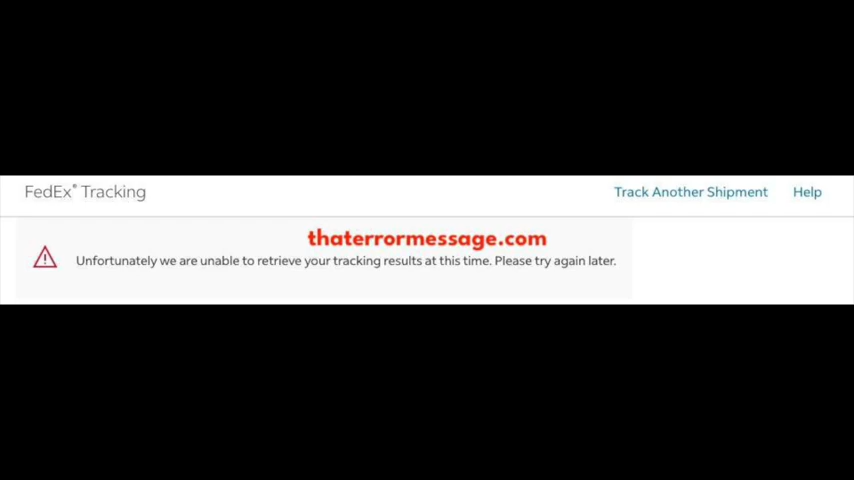 FedEx® Tracking Track Another Shipment Help
thaterrormessage.com
Unfortunately we are unable to retrieve your tracking results at this time. Please try again later.